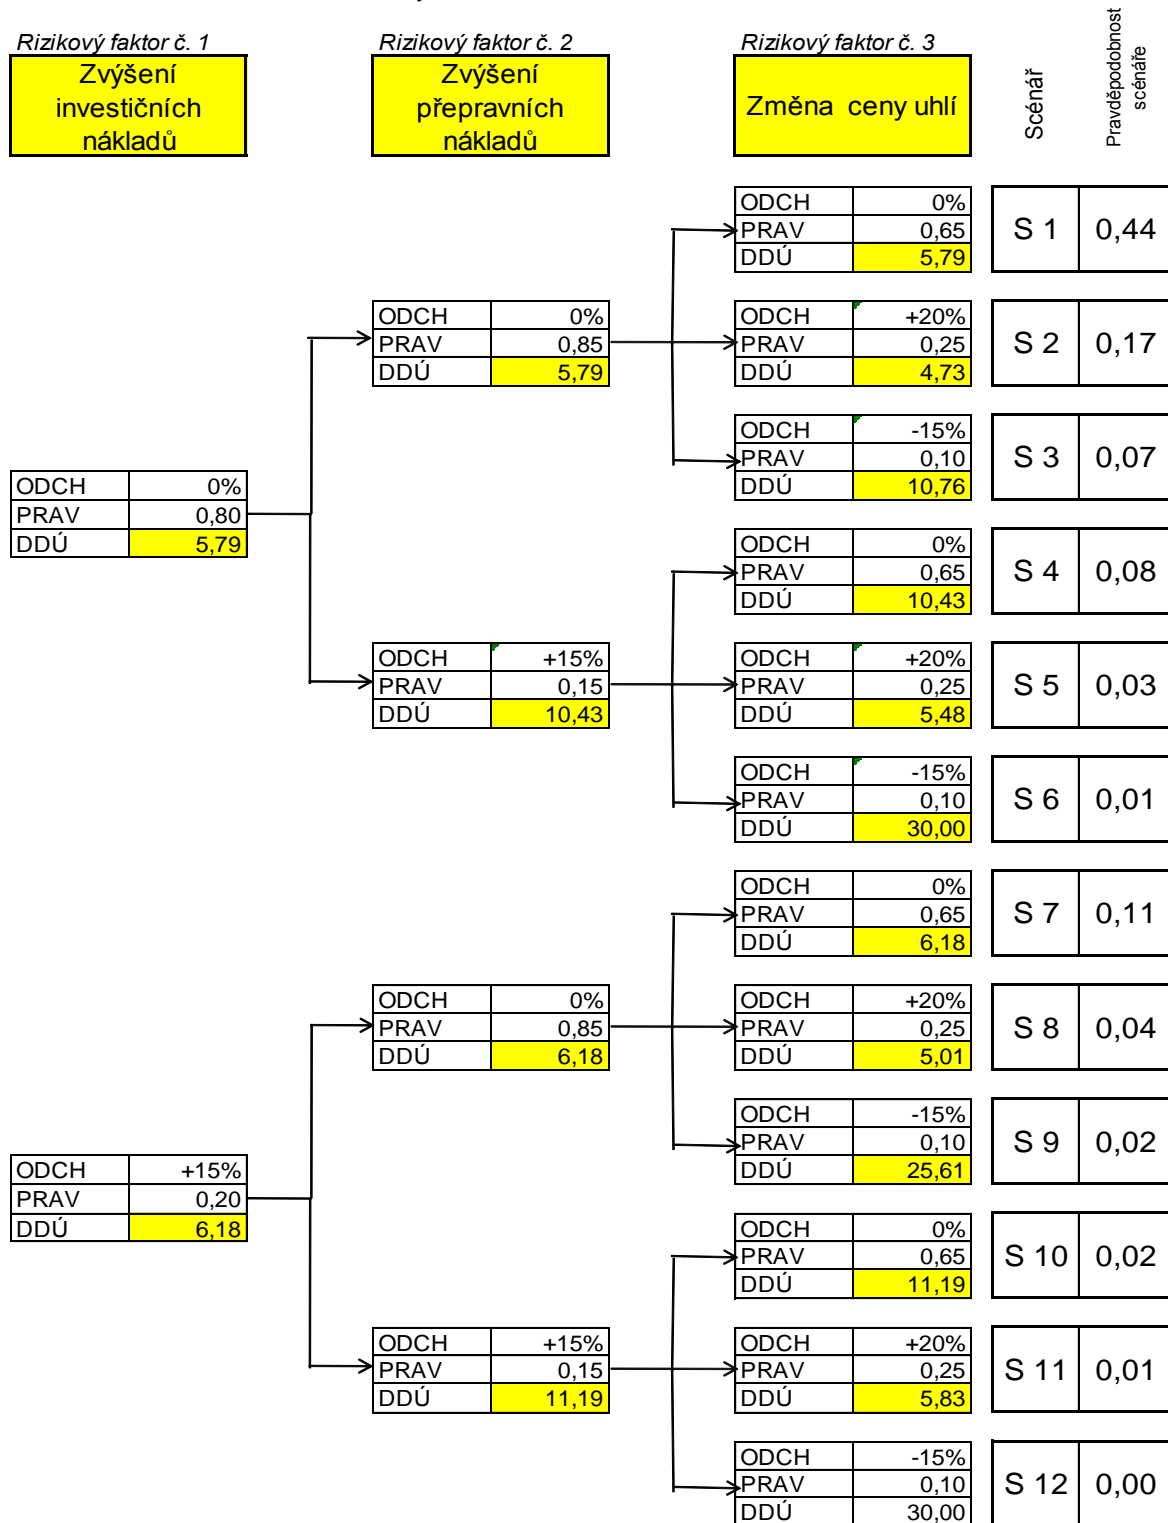 Rizikový faktor č. 1
Rizikový faktor č. 2
Rizikový faktor č. 3
Zvýšení
investičních
nákladů
Zvýšení
přepravních
nákladů
Změna ceny uhlí
Scénář
Pravděpodobnost
scénáře
ODCH 0%
PRAV 0,65
DDÚ 5,79
S 1 0,44
ODCH 0%
PRAV 0,85
DDÚ 5,79
ODCH +20%
PRAV 0,25
DDÚ 4,73
S 2 0,17
ODCH -15%
PRAV 0,10
DDÚ 10,76
S 3 0,07
ODCH 0%
PRAV 0,80
DDÚ 5,79
ODCH 0%
PRAV 0,65
DDÚ 10,43
S 4 0,08
ODCH +15%
PRAV 0,15
DDÚ 10,43
ODCH +20%
PRAV 0,25
DDÚ 5,48
S 5 0,03
ODCH -15%
PRAV 0,10
DDÚ 30,00
S 6 0,01
ODCH 0%
PRAV 0,65
DDÚ 6,18
S 7 0,11
ODCH 0%
PRAV 0,85
DDÚ 6,18
ODCH +20%
PRAV 0,25
DDÚ 5,01
S 8 0,04
ODCH -15%
PRAV 0,10
DDÚ 25,61
S 9 0,02
ODCH +15%
PRAV 0,20
DDÚ 6,18
ODCH 0%
PRAV 0,65
DDÚ 11,19
S 10 0,02
ODCH +15%
PRAV 0,15
DDÚ 11,19
ODCH +20%
PRAV 0,25
DDÚ 5,83
S 11 0,01
ODCH -15%
PRAV 0,10
DDÚ 30,00
S 12 0,00